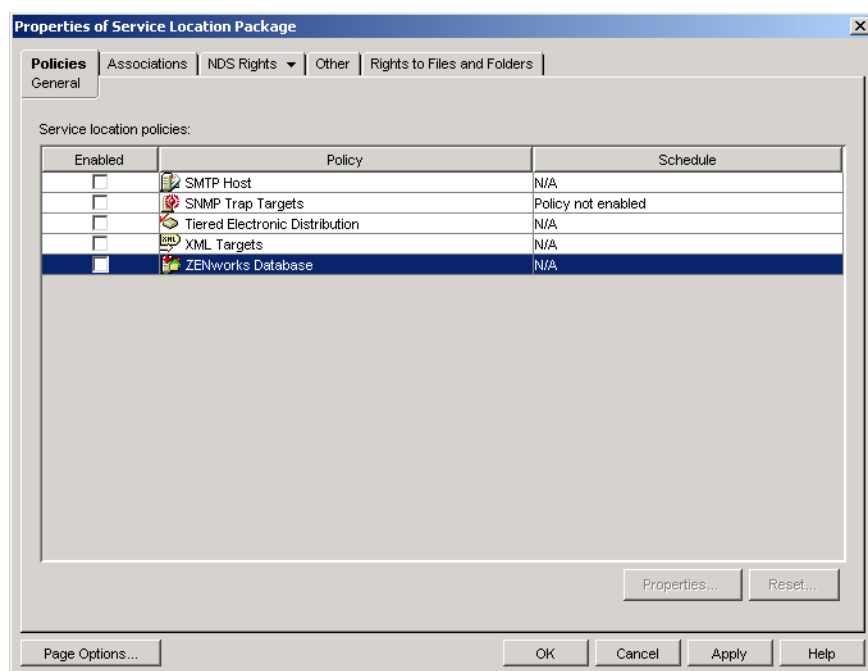 Properties of Service Location Package
Policies Associations NDS Rights Other Rights to Files and Folders
General
Service location policies:
Enabled Policy Schedule
SMTP Host N/A
SNMP Trap Targets Policy not enabled
Tiered Electronic Distribution N/A
XML XML Targets N/A
ZENworks Database N/A
Properties... Reset...
Page Options... OK Cancel Apply Help